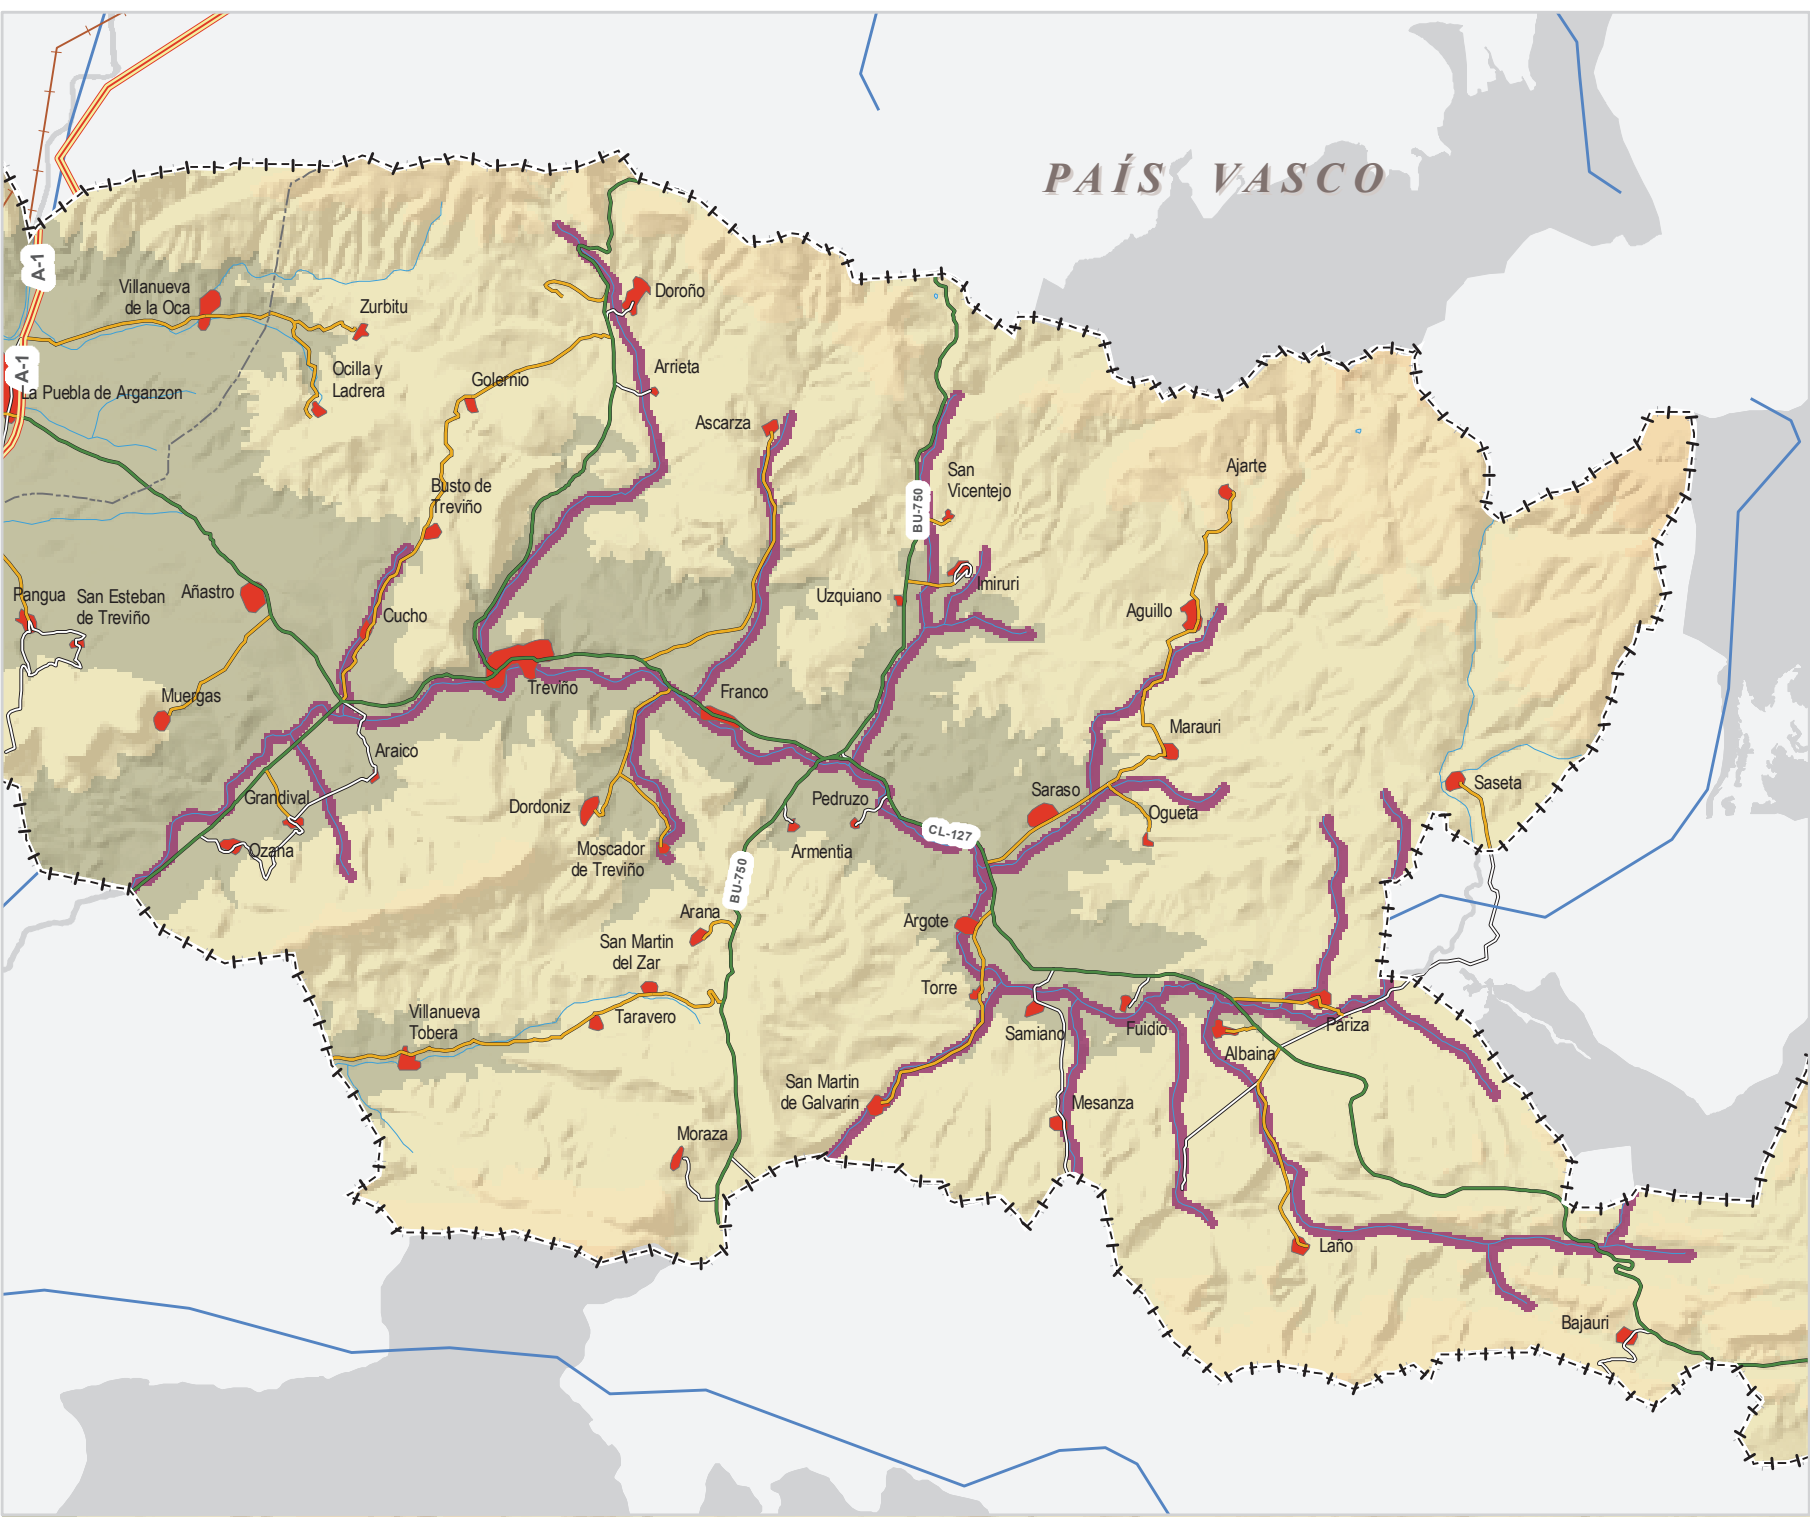 PAÍS VASCO
A-1
Villanueva
de la Oca
Zurbitu
Doroño
A-1
La Puebla de Arganzon
Ocilla y
Ladrera
Golernio
Arrieta
Ascarza
Busto de
Treviño
San
Vicentejo
BU-750
Ajarte
Pangua
San Esteban
de Treviño
Añastro
Cucho
Uzquiano
Imiruri
Aguillo
Muergas
Treviño
Franco
Araico
Marauri
Grandival
Dordoniz
Pedruzo
Saraso
Ogueta
Saseta
Ozana
Moscador
de Treviño
Armentia
CL-127
BU-750
Arana
Argote
San Martin
del Zar
Torre
Villanueva
Tobera
Taravero
Samiano
Fuidio
Pariza
Albaina
San Martin
de Galvarin
Mesanza
Moraza
Laño
Bajauri